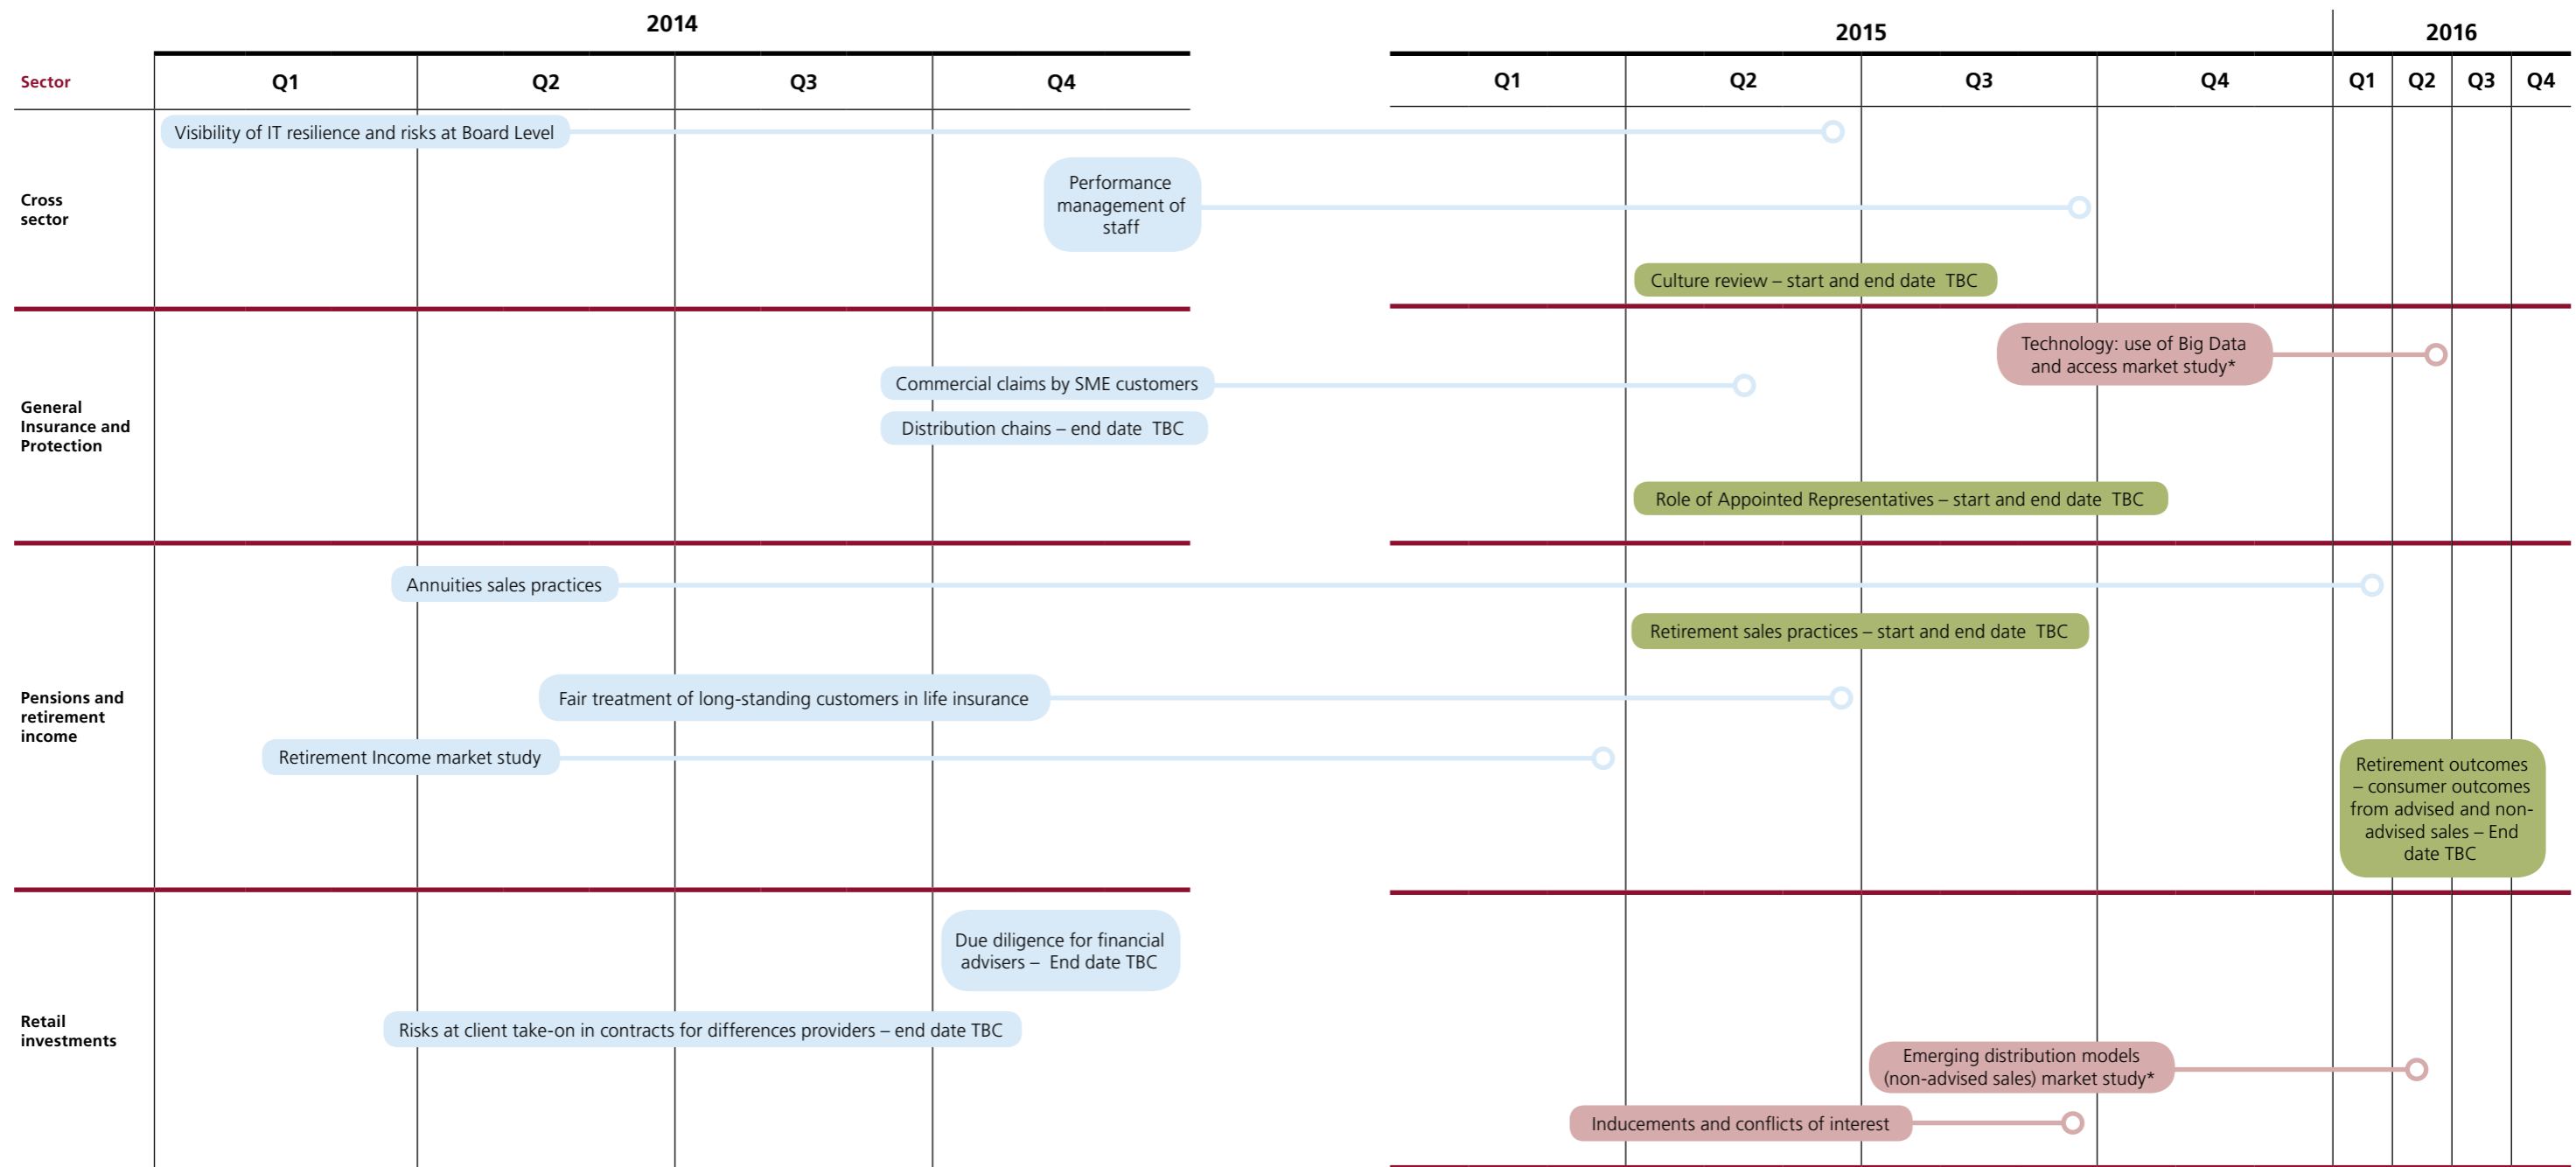 2014
2015
2016
Sector
Q1
Q2
Q3
Q4
Q1
Q2
Q3
Q4
Q1
Q2
Q3
Q4
Cross
sector
Visibility of IT resilience and risks at Board Level
Performance
management of
staff
Culture review – start and end date TBC
General
Insurance and
Protection
Technology: use of Big Data
and access market study*
Commercial claims by SME customers
Distribution chains – end date TBC
Role of Appointed Representatives – start and end date TBC
Pensions and
retirement
income
Annuities sales practices
Retirement sales practices – start and end date TBC
Fair treatment of long-standing customers in life insurance
Retirement Income market study
Retirement outcomes
– consumer outcomes
from advised and non-
advised sales – End
date TBC
Retail
investments
Due diligence for financial
advisers – End date TBC
Risks at client take-on in contracts for differences providers – end date TBC
Emerging distribution models
(non-advised sales) market study*
Inducements and conflicts of interest